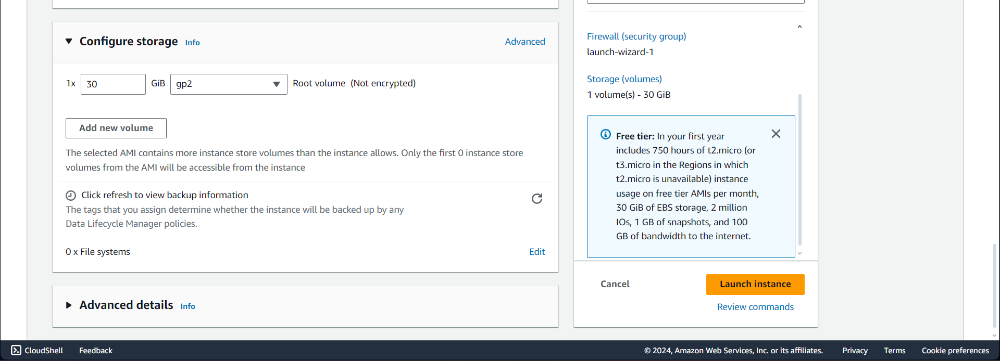 Configure storage Info
Advanced
1x 30 GiB gp2 Root volume (Not encrypted)
Add new volume
The selected AMI contains more instance store volumes than the instance allows. Only the first 0 instance store
volumes from the AMI will be accessible from the instance
Click refresh to view backup information
The tags that you assign determine whether the instance will be backed up by any
Data Lifecycle Manager policies.
0 x File systems
Edit
Advanced details Info
Firewall (security group)
launch-wizard-1
Storage (volumes)
1 volume(s) - 30 GiB
Free tier: In your first year
includes 750 hours of t2.micro (or
t3.micro in the Regions in which
t2.micro is unavailable) instance
usage on free tier AMIs per month,
30 GiB of EBS storage, 2 million
IOs, 1 GB of snapshots, and 100
GB of bandwidth to the internet.
Cancel
Launch instance
Review commands
CloudShell
Feedback
© 2024, Amazon Web Services, Inc. or its affiliates.
Privacy
Terms
Cookie preferences